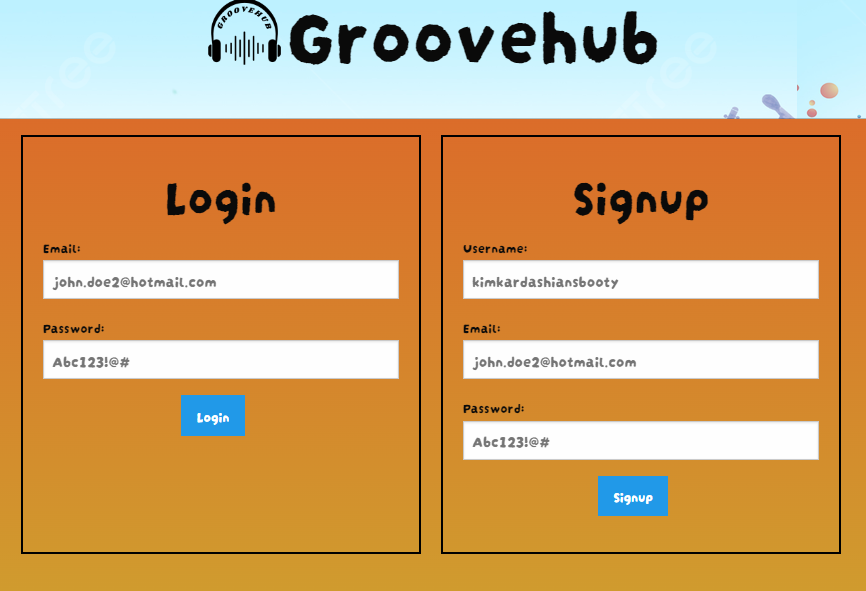 GROOVEHUB
Groovehub
Login
Email:
john.doe2@hotmail.com
Password:
Abc123!@#
Login
Signup
Username:
kimkardashiansbooty
Email:
john.doe2@hotmail.com
Password:
Abc123!@#
Signup